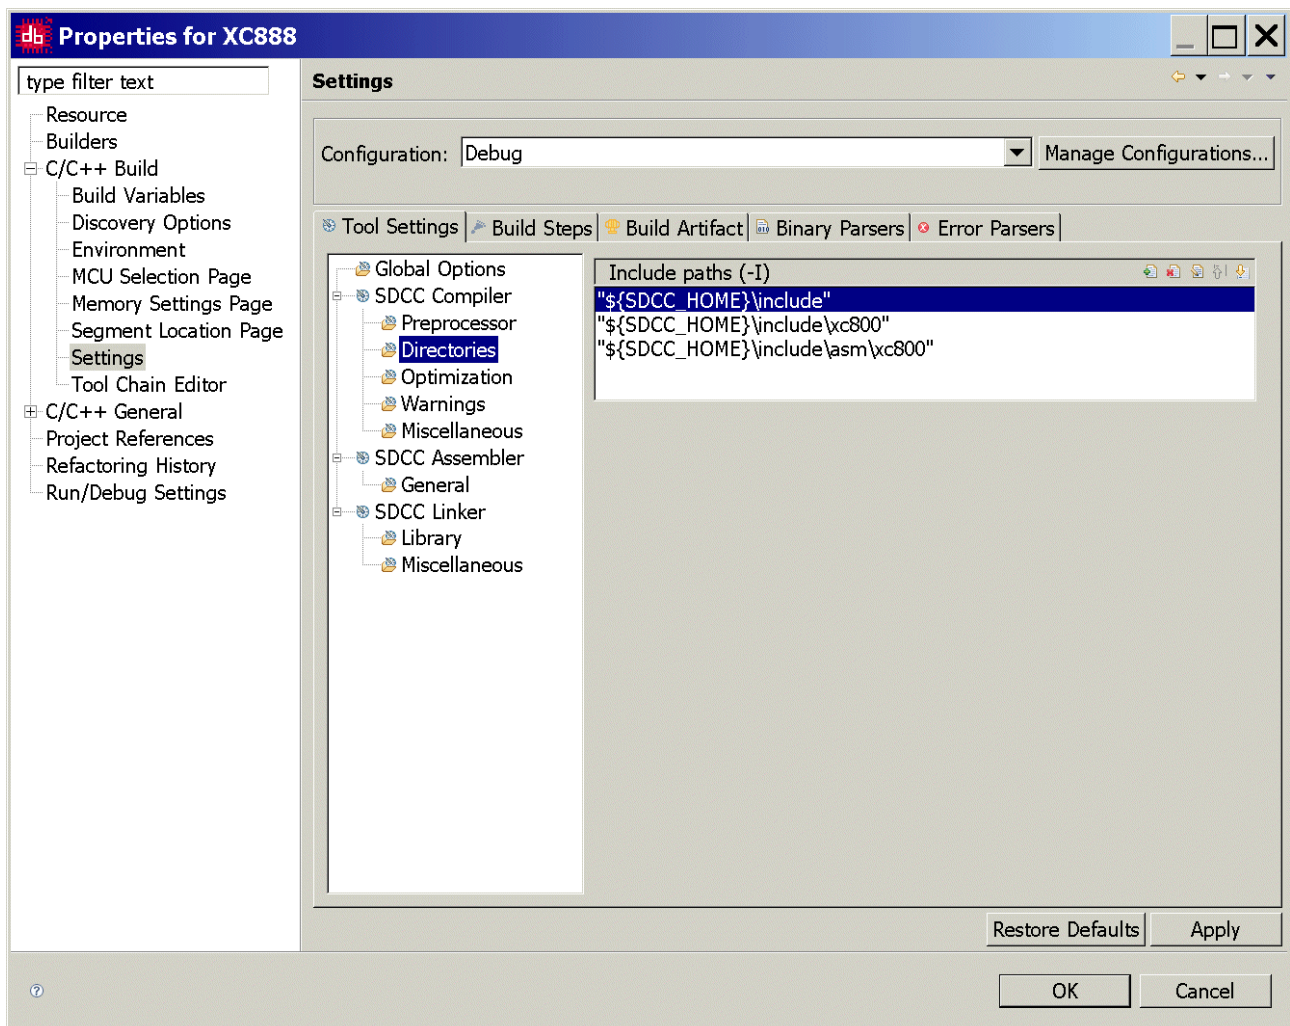 Properties for XC888
type filter text
Resource
Builders
C/C++ Build
Build Variables
Discovery Options
Environment
MCU Selection Page
Memory Settings Page
Segment Location Page
Settings
Tool Chain Editor
C/C++ General
Project References
Refactoring History
Run/Debug Settings
Settings
Configuration: Debug Manage Configurations...
Tool Settings Build Steps Build Artifact Binary Parsers Error Parsers
Global Options
SDCC Compiler
Preprocessor
Directories
Optimization
Warnings
Miscellaneous
SDCC Assembler
General
SDCC Linker
Library
Miscellaneous
Include paths (-I)
"${SDCC_HOME}\include"
"${SDCC_HOME}\include\xc800"
"${SDCC_HOME}\include\asm\xc800"
Restore Defaults Apply
OK Cancel